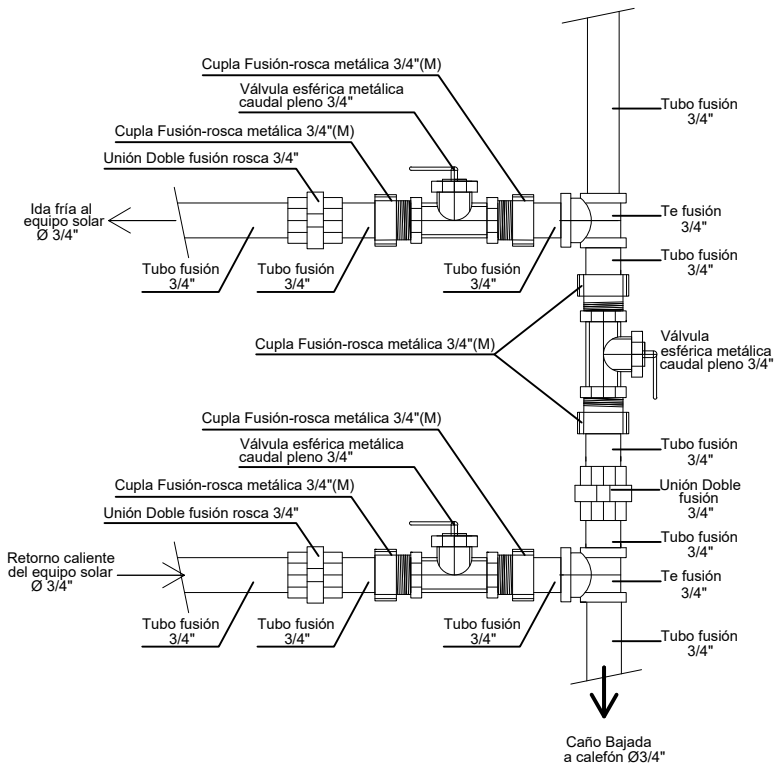 Cupla Fusión-rosca metálica 3/4"(M)
Válvula esférica metálica
caudal pleno 3/4"
Cupla Fusión-rosca metálica 3/4"(M)
Unión Doble fusión rosca 3/4"
Tubo fusión
3/4"
Ida fría al
equipo solar
Ø 3/4"
Te fusión
3/4"
Tubo fusión
3/4"
Tubo fusión
3/4"
Tubo fusión
3/4"
Tubo fusión
3/4"
Cupla Fusión-rosca metálica 3/4"(M)
Válvula
esférica metálica
caudal pleno 3/4"
Cupla Fusión-rosca metálica 3/4"(M)
Válvula esférica metálica
caudal pleno 3/4"
Cupla Fusión-rosca metálica 3/4"(M)
Unión Doble fusión rosca 3/4"
Tubo fusión
3/4"
Unión Doble
fusión
3/4"
Tubo fusión
3/4"
Retorno caliente
del equipo solar
Ø 3/4"
Te fusión
3/4"
Tubo fusión
3/4"
Tubo fusión
3/4"
Tubo fusión
3/4"
Tubo fusión
3/4"
Caño Bajada
a calefón Ø3/4"